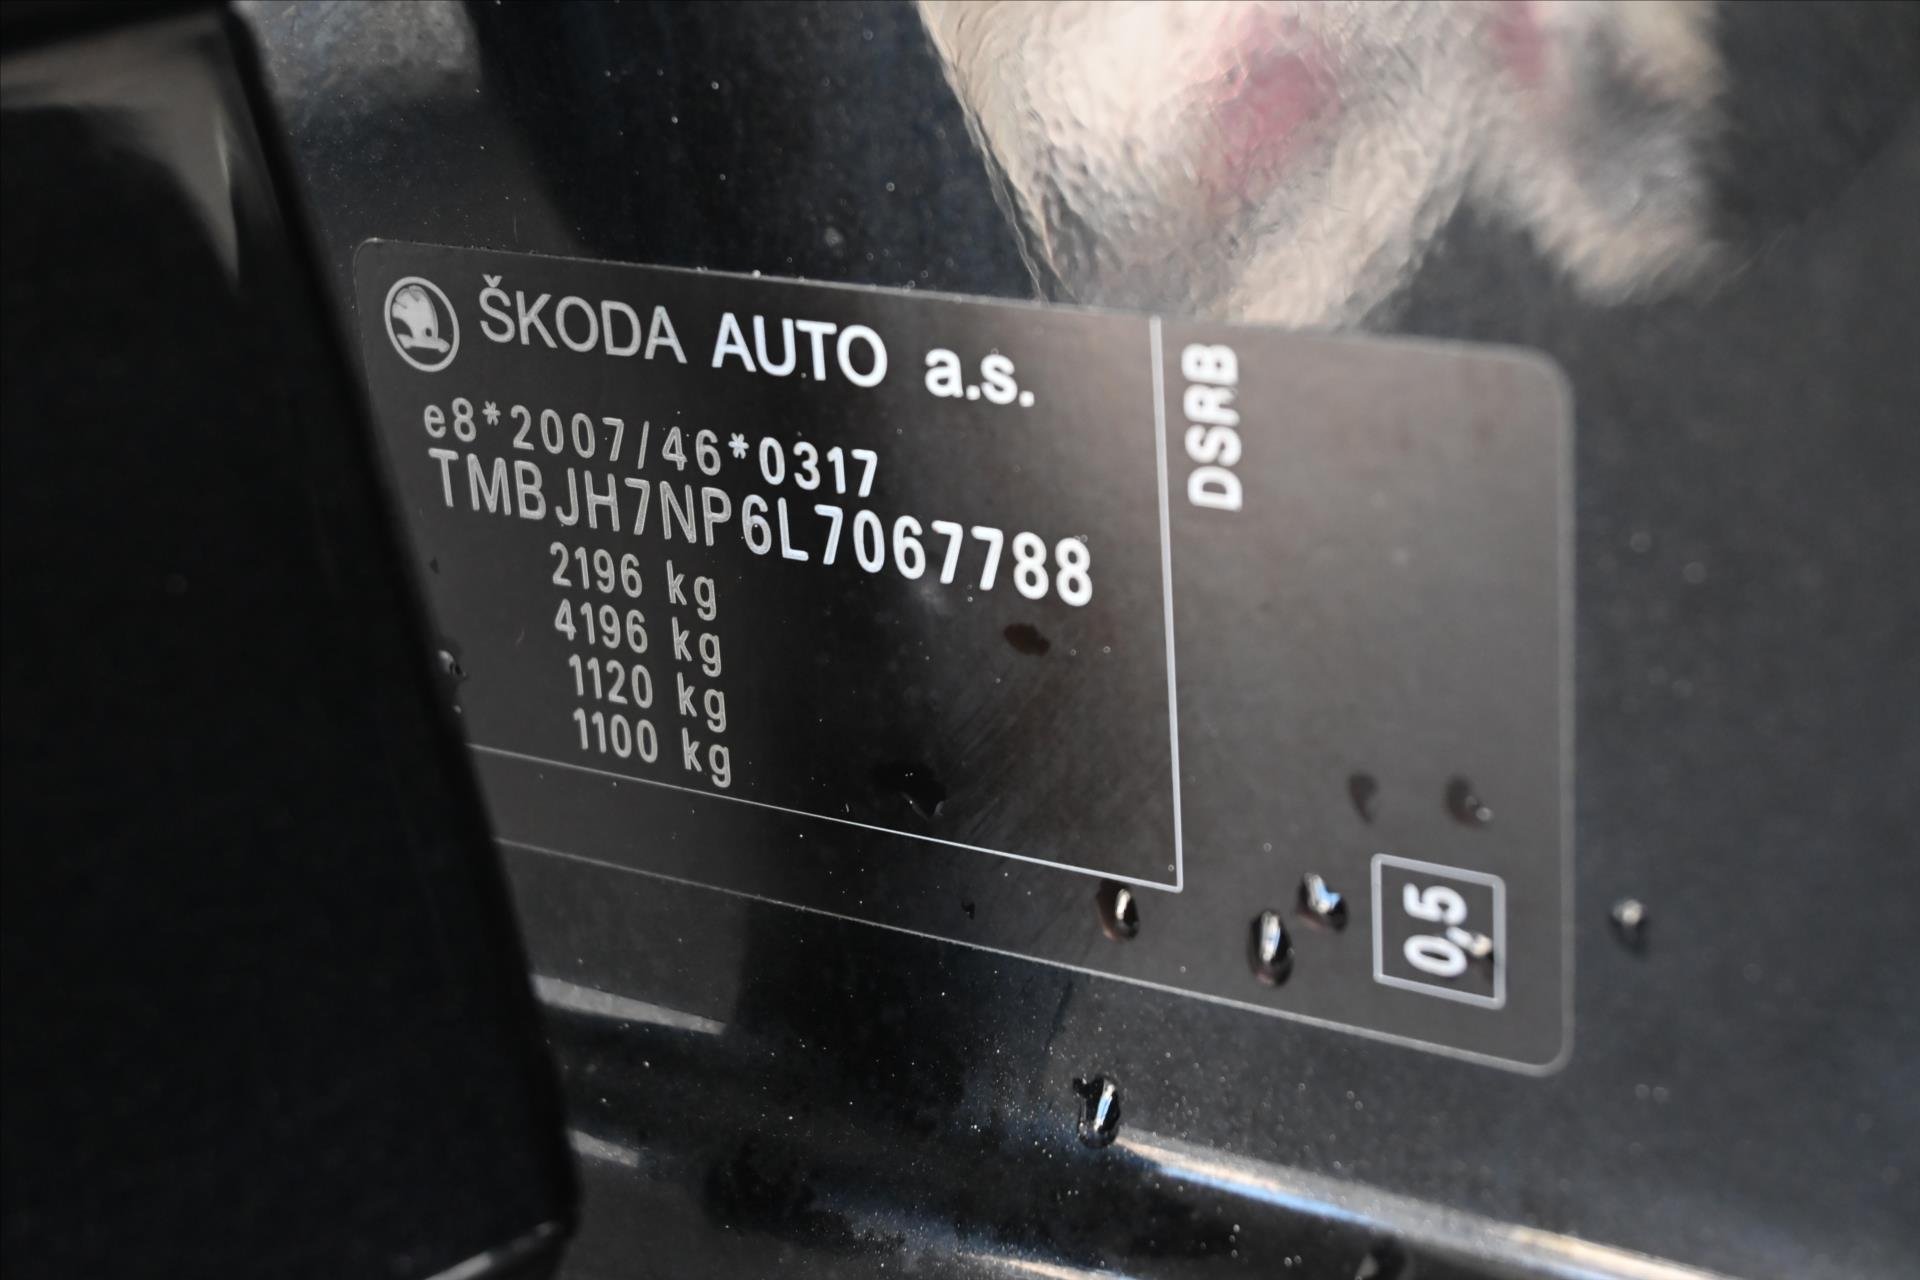 ŠKODA AUTO a.s.
e8*2007/46*0317
TMBJH7NP6L7067788
2196 kg
4196 kg
1120 kg
1100 kg
DSRB
0,5